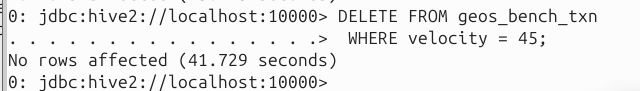 0: jdbc:hive2://localhost:10000> DELETE FROM geos_bench_txn
. . . . . . . . . . . . . . . .>  WHERE velocity = 45;
No rows affected (41.729 seconds)
0: jdbc:hive2://localhost:10000>